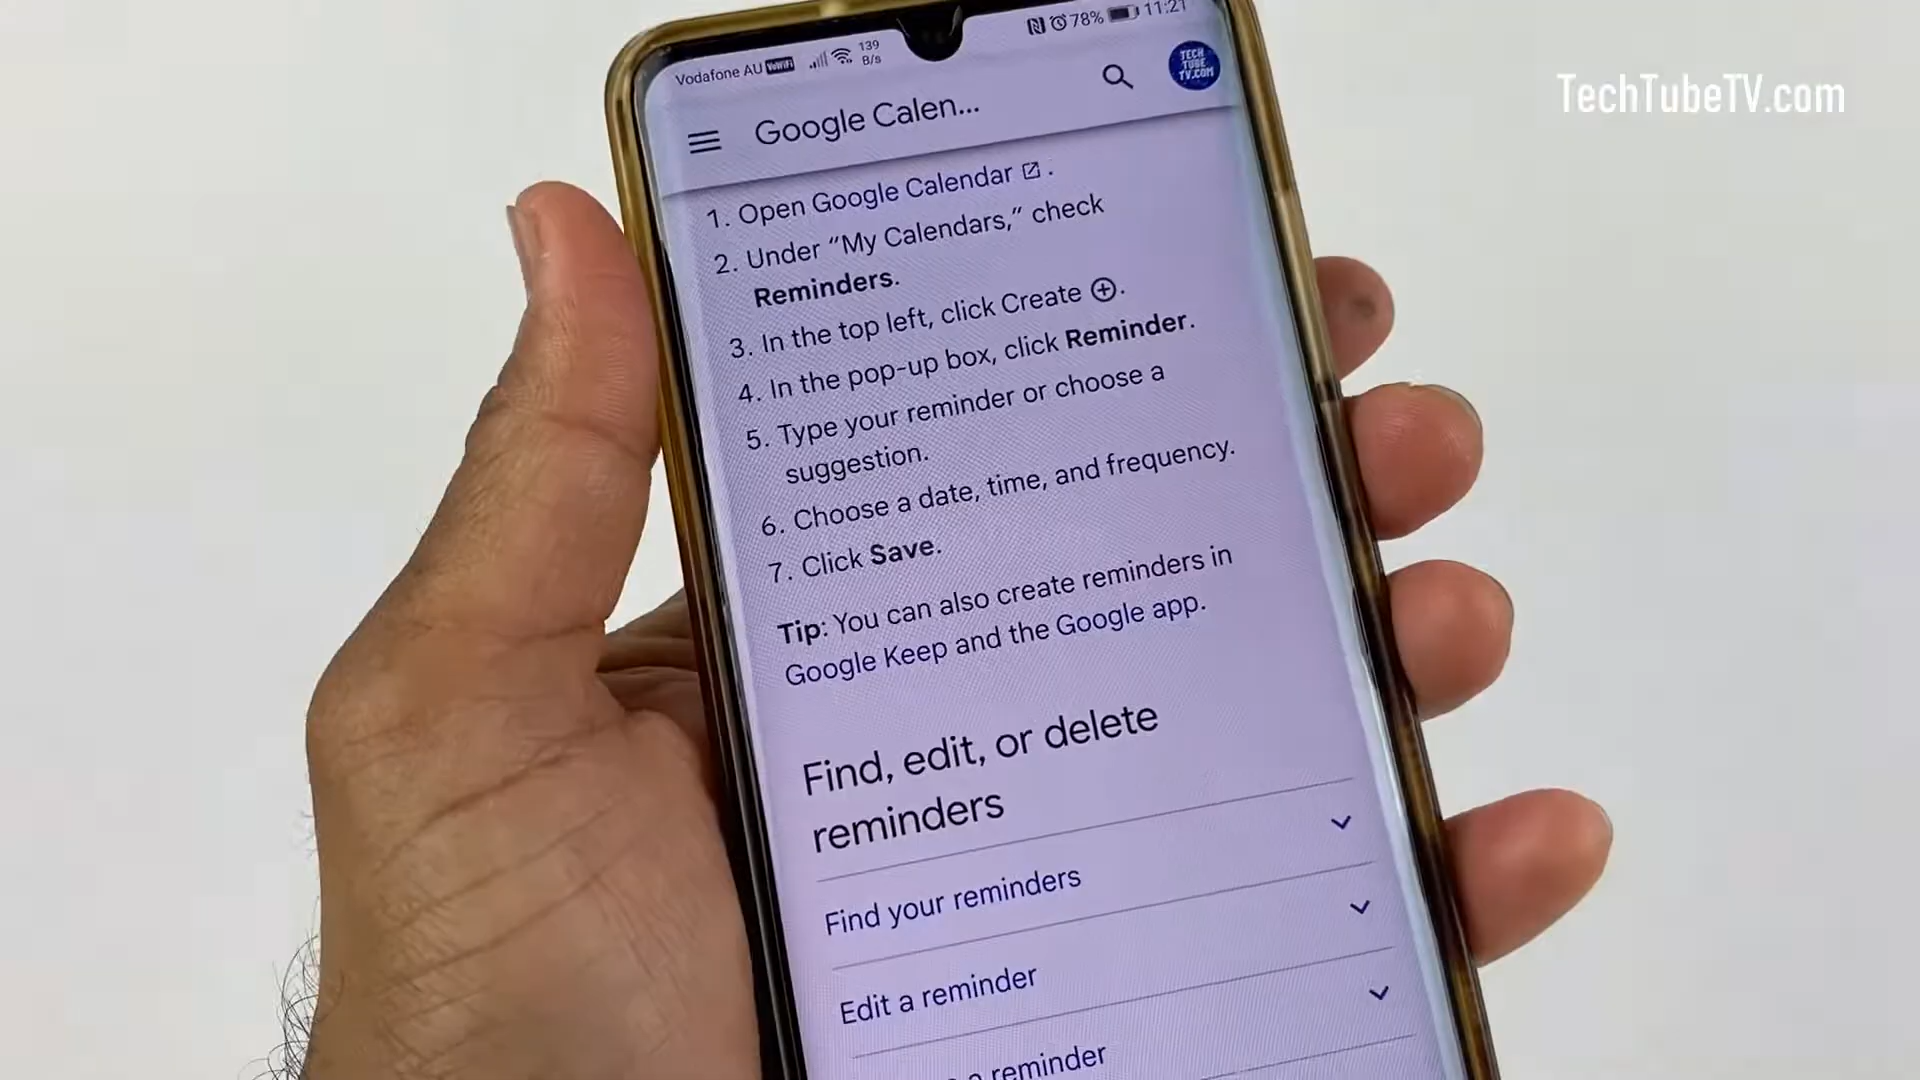 TechTubeTV.com
Vodafone AU VoWiFi 139 B/s 78% 11:21
Google Calen...
TECH
TUBE
TV.COM
1. Open Google Calendar .
2. Under “My Calendars,” check
Reminders.
3. In the top left, click Create .
4. In the pop-up box, click Reminder.
5. Type your reminder or choose a
suggestion.
6. Choose a date, time, and frequency.
7. Click Save.
Tip: You can also create reminders in
Google Keep and the Google app.
Find, edit, or delete
reminders
Find your reminders
Edit a reminder
reminder